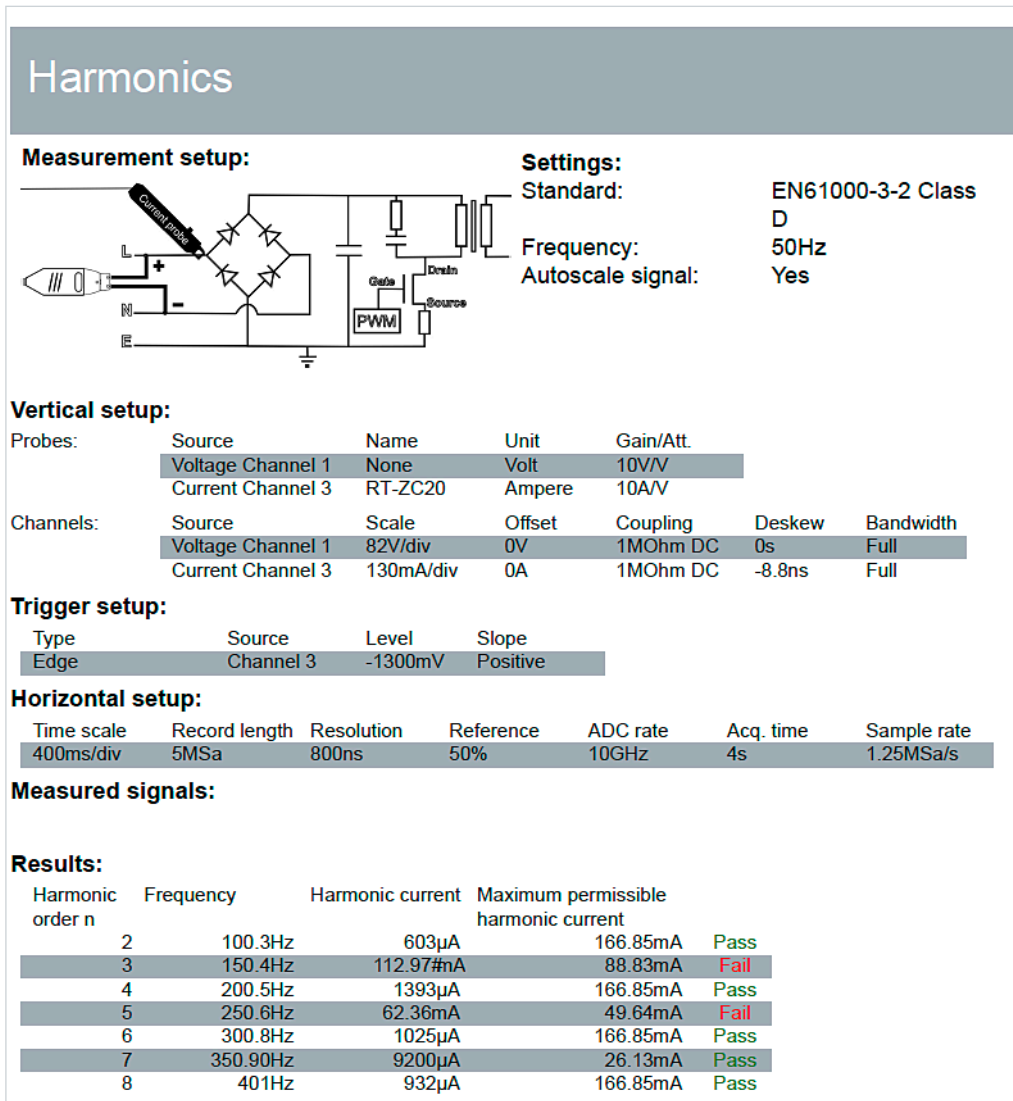 Harmonics
Measurement setup:
Current probe
L
+
N
-
E
Gate
Drain
Source
PWM
Settings:
Standard: EN61000-3-2 Class
D
Frequency: 50Hz
Autoscale signal: Yes
Vertical setup:
Probes: Source Name Unit Gain/Att.
Voltage Channel 1 None Volt 10V/V
Current Channel 3 RT-ZC20 Ampere 10A/V
Channels: Source Scale Offset Coupling Deskew Bandwidth
Voltage Channel 1 82V/div 0V 1MOhm DC 0s Full
Current Channel 3 130mA/div 0A 1MOhm DC -8.8ns Full
Trigger setup:
Type Source Level Slope
Edge Channel 3 -1300mV Positive
Horizontal setup:
Time scale Record length Resolution Reference ADC rate Acq. time Sample rate
400ms/div 5MSa 800ns 50% 10GHz 4s 1.25MSa/s
Measured signals:
Results:
Harmonic Frequency Harmonic current Maximum permissible
order n harmonic current
2 100.3Hz 603µA 166.85mA Pass
3 150.4Hz 112.97#mA 88.83mA Fail
4 200.5Hz 1393µA 166.85mA Pass
5 250.6Hz 62.36mA 49.64mA Fail
6 300.8Hz 1025µA 166.85mA Pass
7 350.90Hz 9200µA 26.13mA Pass
8 401Hz 932µA 166.85mA Pass